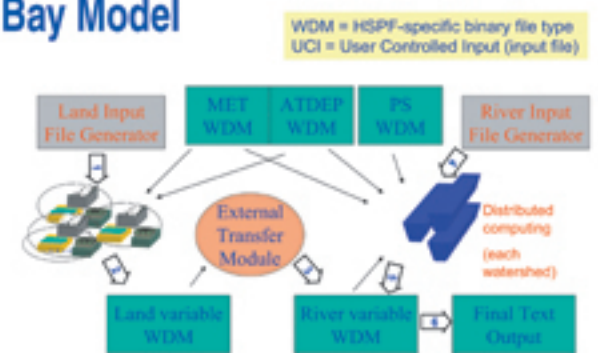 Bay Model
WDM = HSPF-specific binary file type
UCI = User Controlled Input (input file)
Land Input
File Generator
MET
WDM
ATDEP
WDM
PS
WDM
River Input
File Generator
External
Transfer
Module
Distributed
computing
(each
watershed)
Land variable
WDM
River variable
WDM
Final Text
Output